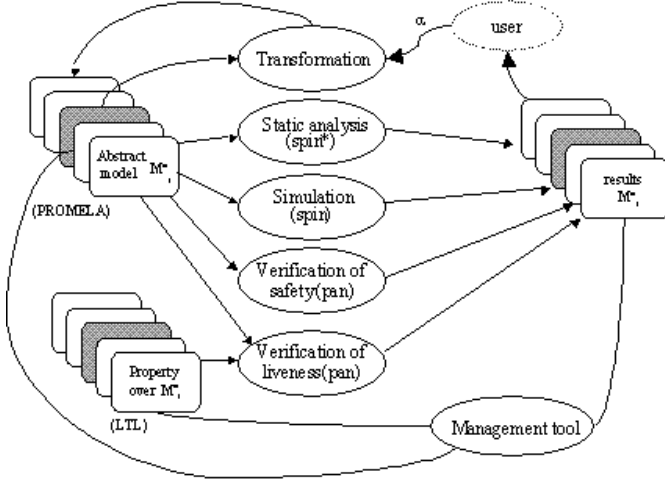 α
user
Transformation
Static analysis
(spin*)
Abstract
model M
(PROMELA)
Simulation
(spin)
results
M
Verification of
safety(pan)
Verification of
liveness(pan)
Property
over M
(LTL)
Management tool